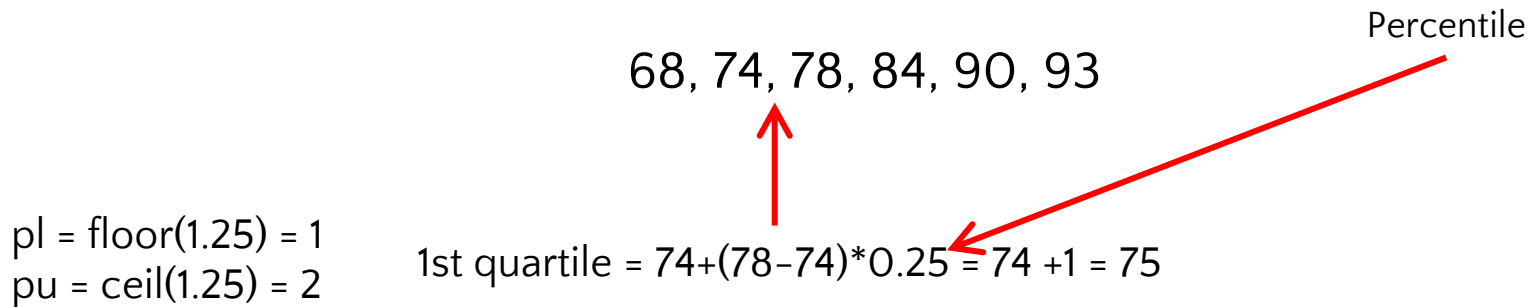 Percentile
68, 74, 78, 84, 90, 93
pl = floor(1.25) = 1
pu = ceil(1.25) = 2
1st quartile = 74+(78-74)*0.25 = 74 +1 = 75